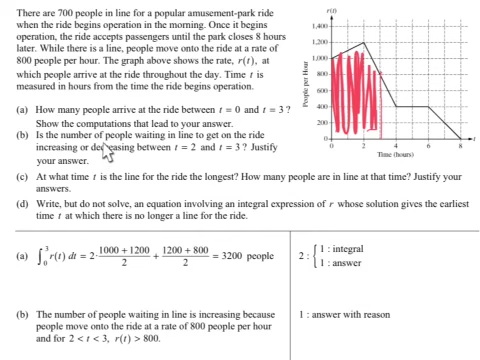 There are 700 people in line for a popular amusement-park ride
when the ride begins operation in the morning. Once it begins
operation, the ride accepts passengers until the park closes 8 hours
later. While there is a line, people move onto the ride at a rate of
800 people per hour. The graph above shows the rate, r(t), at
which people arrive at the ride throughout the day. Time t is
measured in hours from the time the ride begins operation.
r(t)
1,400
1,200
1,000
800
600
400
200
0
People per Hour
0 2 4 6 8 t
Time (hours)
(a) How many people arrive at the ride between t = 0 and t = 3 ?
Show the computations that lead to your answer.
(b) Is the number of people waiting in line to get on the ride
increasing or decreasing between t = 2 and t = 3 ? Justify
your answer.
(c) At what time t is the line for the ride the longest? How many people are in line at that time? Justify your
answers.
(d) Write, but do not solve, an equation involving an integral expression of r whose solution gives the earliest
time t at which there is no longer a line for the ride.
(a) ∫₀³ r(t) dt = 2 · (1000 + 1200)/2 + (1200 + 800)/2 = 3200 people
2 : { 1 : integral
1 : answer
(b) The number of people waiting in line is increasing because
people move onto the ride at a rate of 800 people per hour
and for 2 < t < 3, r(t) > 800.
1 : answer with reason